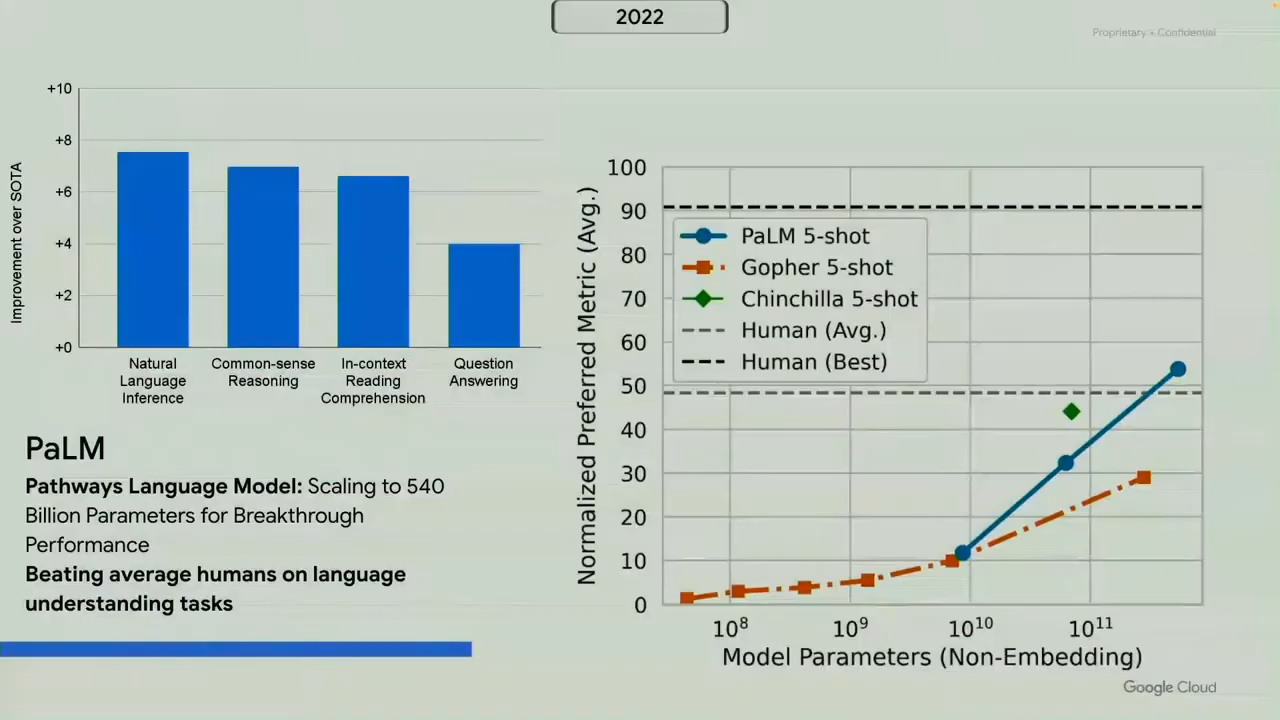 2022
Proprietary + Confidential
+10
+8
+6
+4
+2
+0
Improvement over SOTA
Natural
Language
Inference
Common-sense
Reasoning
In-context
Reading
Comprehension
Question
Answering
PaLM
Pathways Language Model: Scaling to 540
Billion Parameters for Breakthrough
Performance
Beating average humans on language
understanding tasks
100
90
80
70
60
50
40
30
20
10
0
Normalized Preferred Metric (Avg.)
PaLM 5-shot
Gopher 5-shot
Chinchilla 5-shot
Human (Avg.)
Human (Best)
10⁸ 10⁹ 10¹⁰ 10¹¹
Model Parameters (Non-Embedding)
Google Cloud